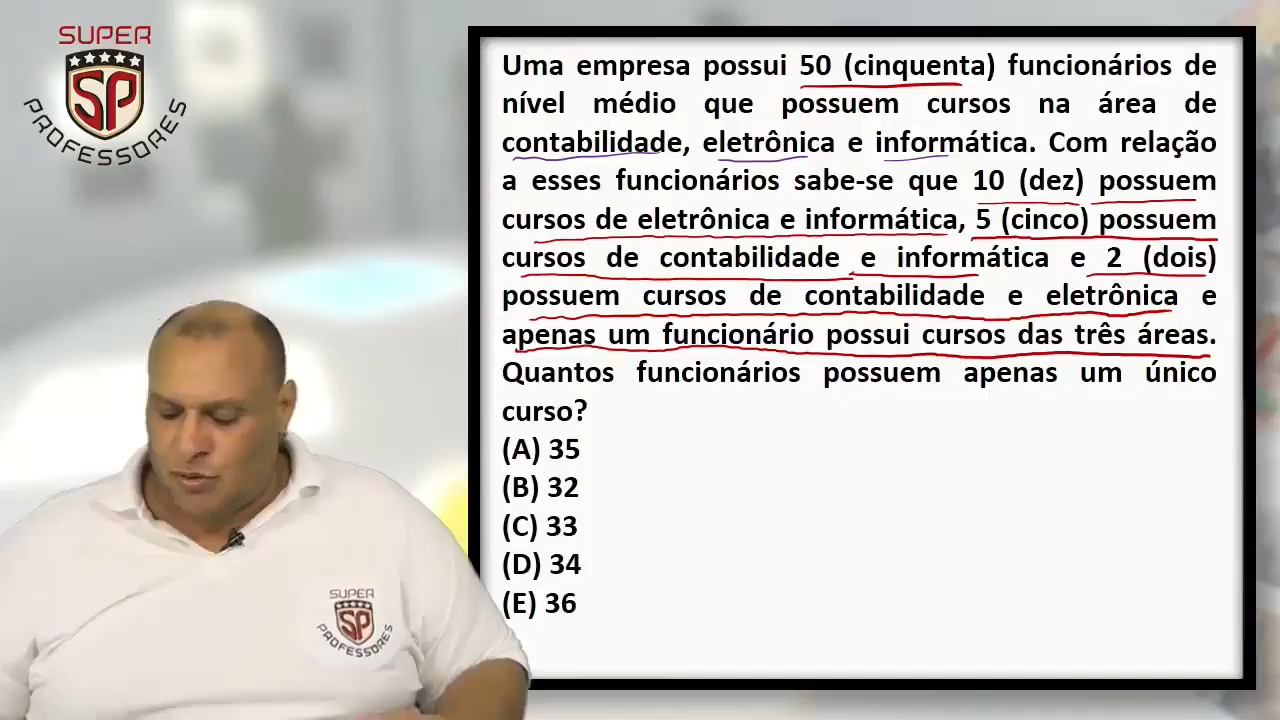 SUPER
SP
PROFESSORES
Uma empresa possui 50 (cinquenta) funcionários de
nível médio que possuem cursos na área de
contabilidade, eletrônica e informática. Com relação
a esses funcionários sabe-se que 10 (dez) possuem
cursos de eletrônica e informática, 5 (cinco) possuem
cursos de contabilidade e informática e 2 (dois)
possuem cursos de contabilidade e eletrônica e
apenas um funcionário possui cursos das três áreas.
Quantos funcionários possuem apenas um único
curso?
(A) 35
(B) 32
(C) 33
(D) 34
(E) 36
SUPER
SP
PROFESSORES